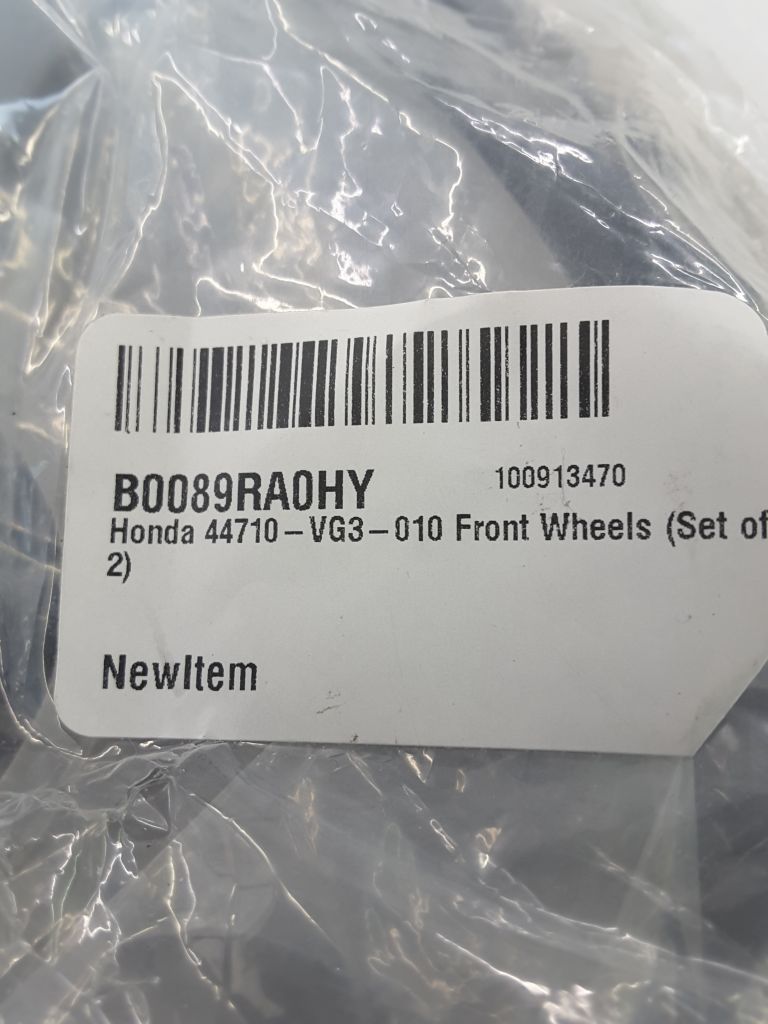 B0089RA0HY 100913470
Honda 44710-VG3-010 Front Wheels (Set of
2)
NewItem